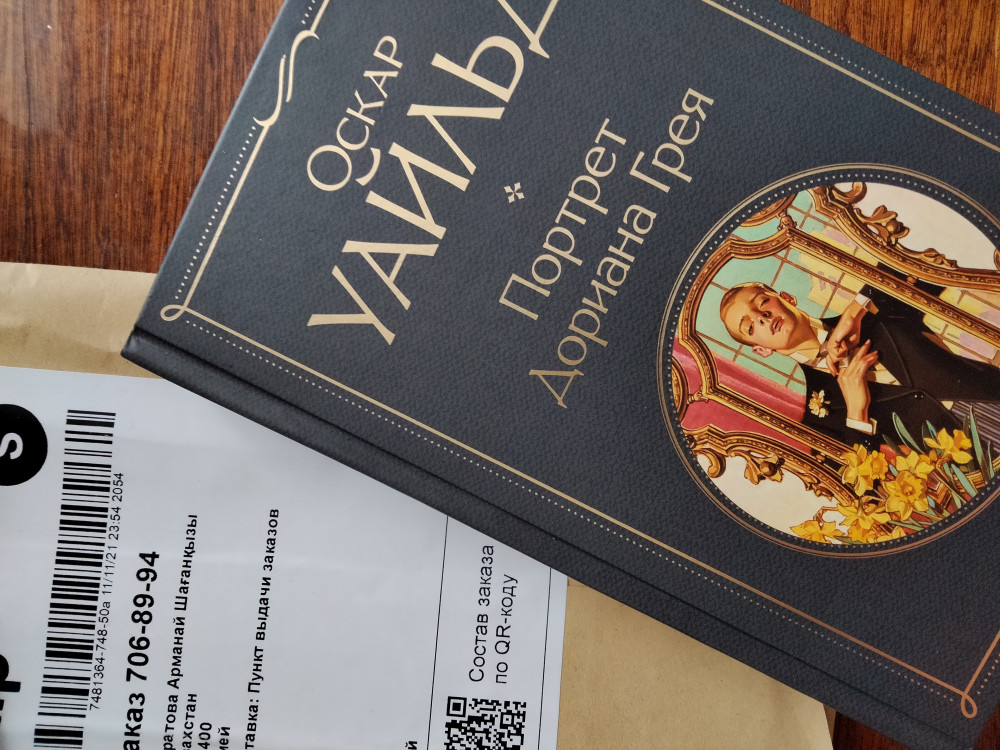 ОСКАР
УАЙЛЬД
Портрет
Дориана Грея
S
7481364-748-50a 11/11/21 23:54 2054
аказ 706-89-94
ратова Арманай Шағанқызы
захстан
400
ией
тавка: Пункт выдачи заказов
й
Состав заказа
по QR-коду